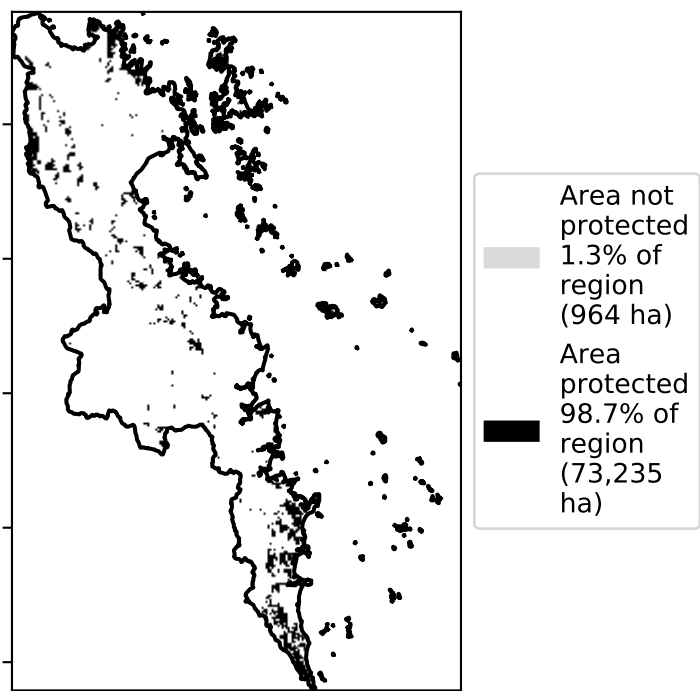 Area not
protected
1.3% of
region
(964 ha)
Area
protected
98.7% of
region
(73,235
ha)